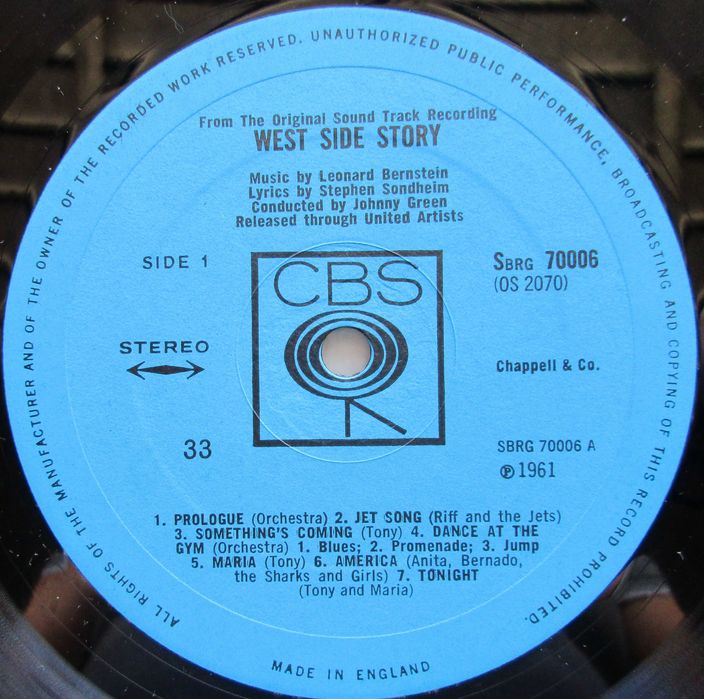 ALL RIGHTS OF THE MANUFACTURER AND OF THE OWNER OF THE RECORDED WORK RESERVED. UNAUTHORIZED PUBLIC PERFORMANCE, BROADCASTING AND COPYING OF THIS RECORD PROHIBITED.
From The Original Sound Track Recording
WEST SIDE STORY
Music by Leonard Bernstein
Lyrics by Stephen Sondheim
Conducted by Johnny Green
Released through United Artists
SIDE 1
CBS
SBRG 70006
(OS 2070)
STEREO
Chappell & Co.
33
SBRG 70006 A
℗ 1961
1. PROLOGUE (Orchestra) 2. JET SONG (Riff and the Jets)
3. SOMETHING'S COMING (Tony) 4. DANCE AT THE
GYM (Orchestra) 1. Blues; 2. Promenade; 3. Jump
5. MARIA (Tony) 6. AMERICA (Anita, Bernado,
the Sharks and Girls) 7. TONIGHT
(Tony and Maria)
MADE IN ENGLAND